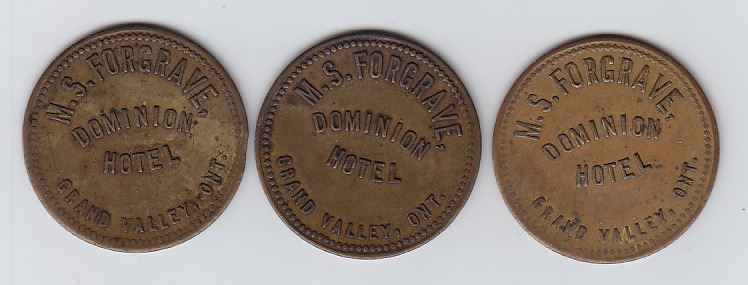 M.S. FORGRAVE,
DOMINION
HOTEL
GRAND VALLEY, ONT.
M.S. FORGRAVE,
DOMINION
HOTEL
GRAND VALLEY, ONT.
M.S. FORGRAVE,
DOMINION
HOTEL
GRAND VALLEY, ONT.